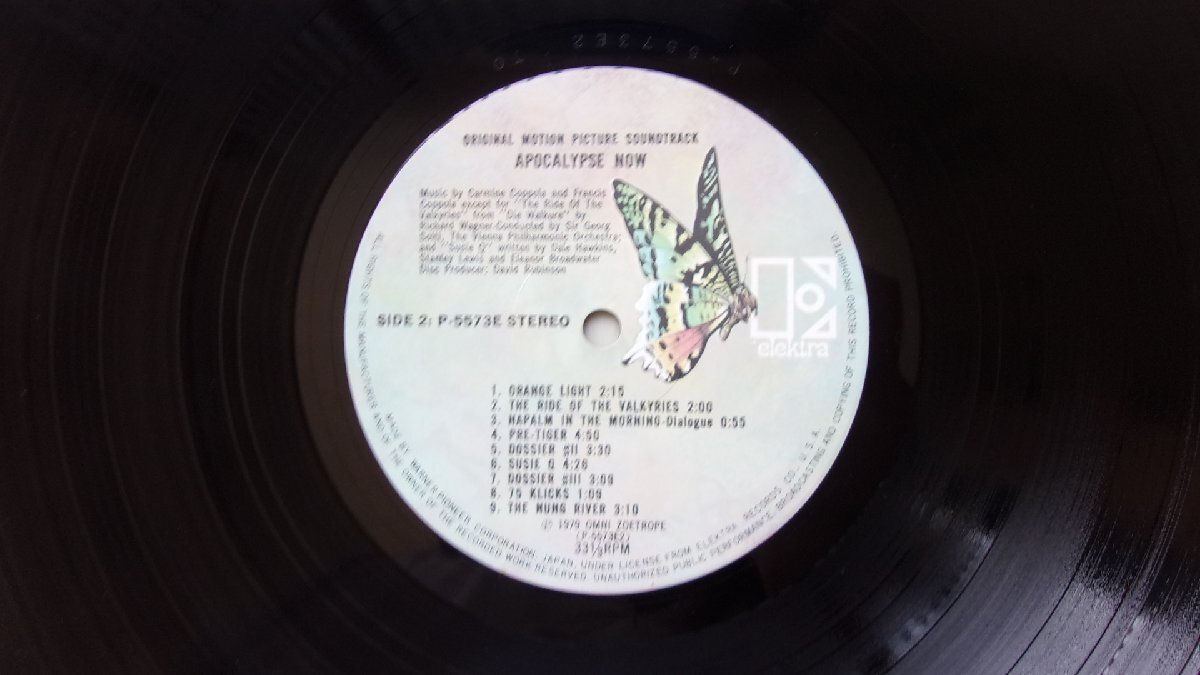 P-5573E2
ORIGINAL MOTION PICTURE SOUNDTRACK
APOCALYPSE NOW
Music by Carmine Coppola and Francis
Coppola except for "The Ride Of The
Valkyries" from "Die Walkure" by
Richard Wagner-Conducted by Sir Georg
Solti, The Vienna Philharmonic Orchestra;
and "Susie Q" written by Dale Hawkins,
Stanley Lewis and Eleanor Broadwater
Disc Producer: David Rubinson
SIDE 2: P-5573E STEREO
elektra
1. ORANGE LIGHT 2:15
2. THE RIDE OF THE VALKYRIES 2:00
3. NAPALM IN THE MORNING-Dialogue 0:55
4. PRE-TIGER 4:50
5. DOSSIER #II 3:30
6. SUSIE Q 4:26
7. DOSSIER #III 3:09
8. 75 KLICKS 1:09
9. THE NUNG RIVER 3:10
Ⓟ 1979 OMNI ZOETROPE
(P-5573E2)
33⅓RPM
ALL RIGHTS OF THE MANUFACTURER AND OF THE OWNER OF THE RECORDED WORK RESERVED. UNAUTHORIZED PUBLIC PERFORMANCE, BROADCASTING AND COPYING OF THIS RECORD PROHIBITED.
MADE BY WARNER-PIONEER CORPORATION, JAPAN, UNDER LICENSE FROM ELEKTRA RECORDS CO., U.S.A.